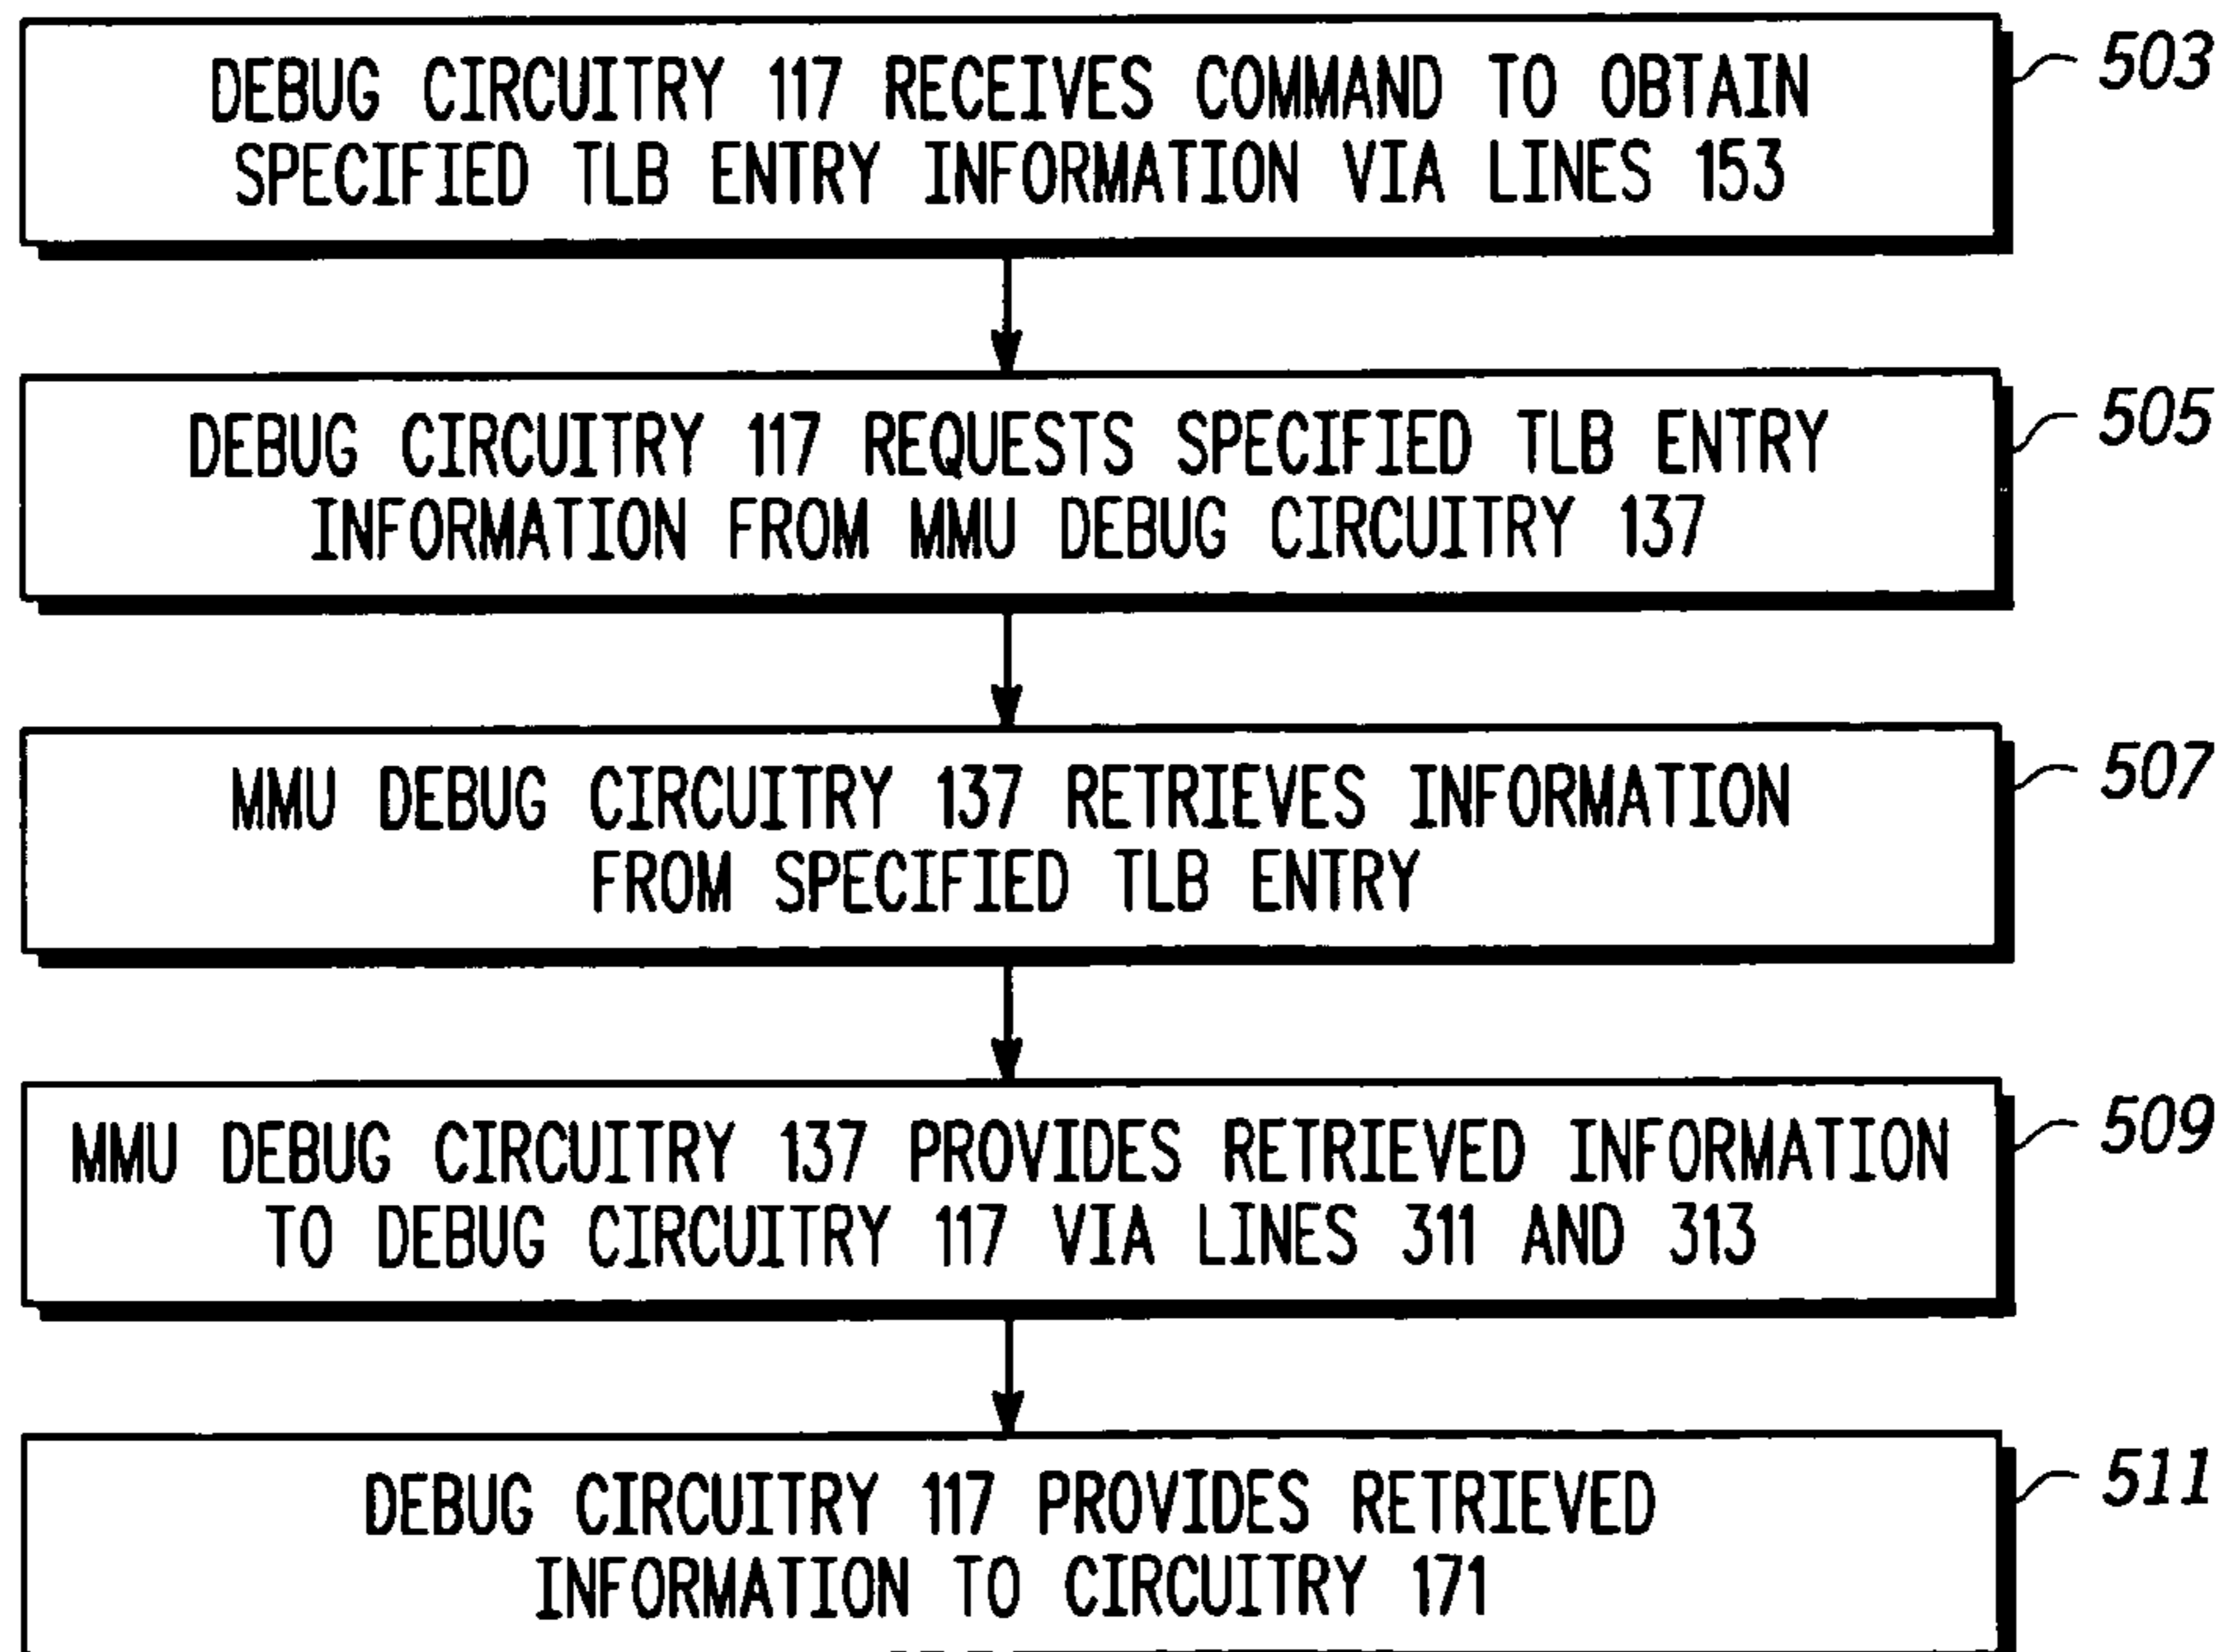 DEBUG CIRCUITRY 117 RECEIVES COMMAND TO OBTAIN
SPECIFIED TLB ENTRY INFORMATION VIA LINES 153
503
DEBUG CIRCUITRY 117 REQUESTS SPECIFIED TLB ENTRY
INFORMATION FROM MMU DEBUG CIRCUITRY 137
505
MMU DEBUG CIRCUITRY 137 RETRIEVES INFORMATION
FROM SPECIFIED TLB ENTRY
507
MMU DEBUG CIRCUITRY 137 PROVIDES RETRIEVED INFORMATION
TO DEBUG CIRCUITRY 117 VIA LINES 311 AND 313
509
DEBUG CIRCUITRY 117 PROVIDES RETRIEVED
INFORMATION TO CIRCUITRY 171
511